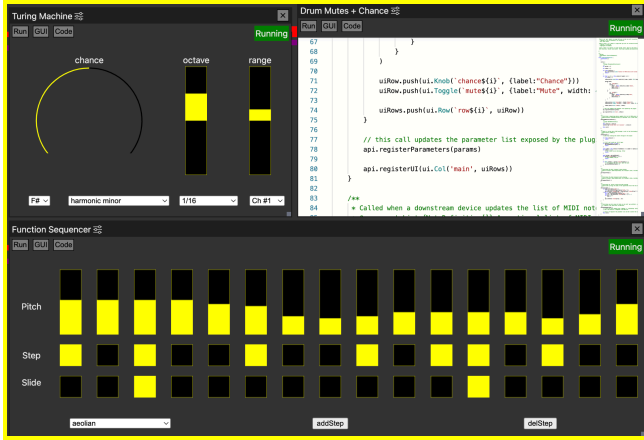 Turing Machine
Run GUI Code
Running
chance octave range
F# harmonic minor 1/16 Ch #1
Drum Mutes + Chance
Run GUI Code
Running
67 }
68 }
69 )
70
71 uiRow.push(ui.Knob(`chance${i}`, {label:"Chance"}))
72 uiRow.push(ui.Toggle(`mute${i}`, {label:"Mute", width:
73
74 uiRows.push(ui.Row(`row${i}`, uiRow))
75 }
76
77 // this call updates the parameter list exposed by the plug
78 api.registerParameters(params)
79
80 api.registerUI(ui.Col('main', uiRows))
81 }
82
83 /**
84 * Called when a downstream device updates the list of MIDI not
Function Sequencer
Run GUI Code
Running
Pitch
Step
Slide
aeolian addStep delStep